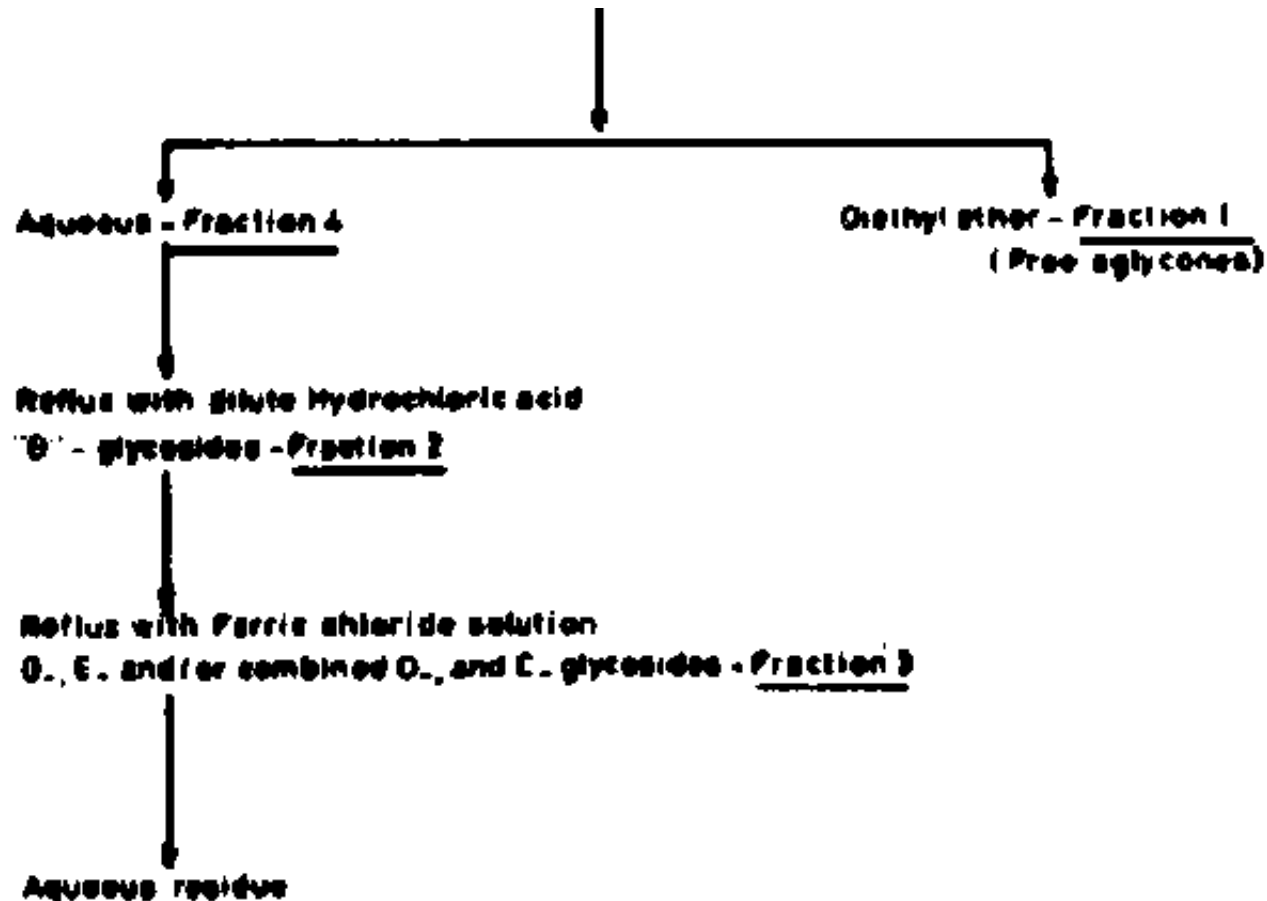 Aqueous - Fraction 4
Diethyl ether - Fraction 1
(Free aglycones)
Reflux with dilute Hydrochloric acid
"O" - glycosides - Fraction 2
Reflux with Ferric chloride solution
O-, C- and/or combined O-, and C- glycosides - Fraction 3
Aqueous residue